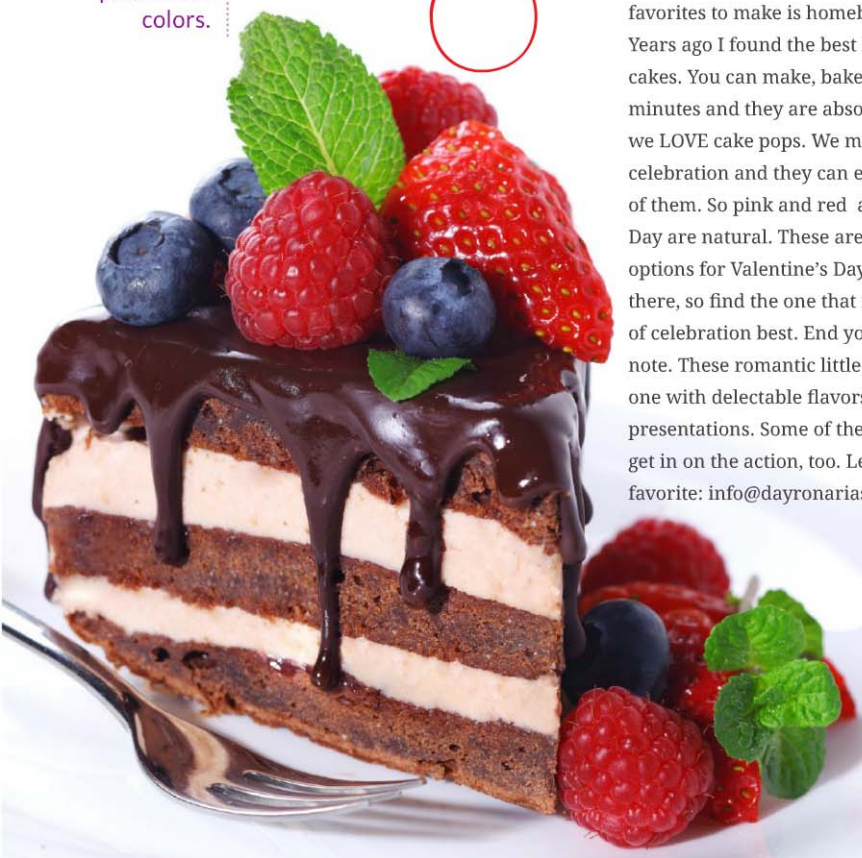 colors.
favorites to make is homeb
Years ago I found the best
cakes. You can make, bake
minutes and they are abso
we LOVE cake pops. We m
celebration and they can e
of them. So pink and red a
Day are natural. These are
options for Valentine's Day
there, so find the one that
of celebration best. End yo
note. These romantic little
one with delectable flavors
presentations. Some of the
get in on the action, too. Le
favorite: info@dayronarias